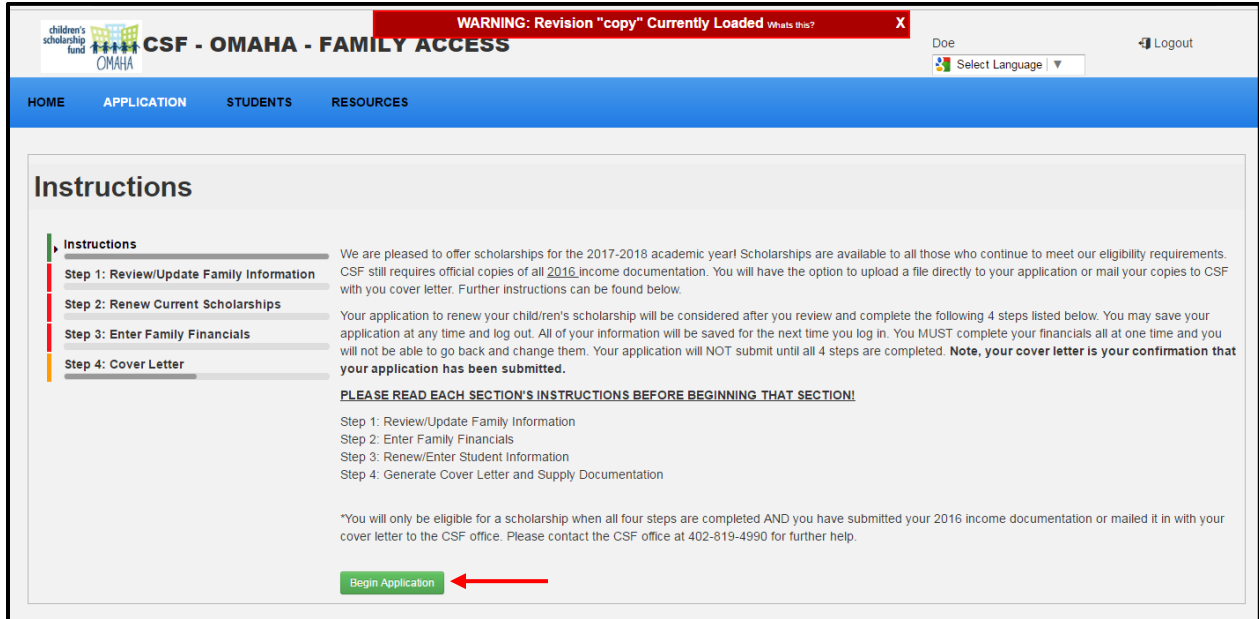 WARNING: Revision "copy" Currently Loaded Whats this? X
children's
scholarship
fund
OMAHA
CSF - OMAHA - FAMILY ACCESS
Doe
Logout
Select Language ▼
HOME APPLICATION STUDENTS RESOURCES
Instructions
Instructions
Step 1: Review/Update Family Information
Step 2: Renew Current Scholarships
Step 3: Enter Family Financials
Step 4: Cover Letter
We are pleased to offer scholarships for the 2017-2018 academic year! Scholarships are available to all those who continue to meet our eligibility requirements.
CSF still requires official copies of all 2016 income documentation. You will have the option to upload a file directly to your application or mail your copies to CSF
with you cover letter. Further instructions can be found below.
Your application to renew your child/ren's scholarship will be considered after you review and complete the following 4 steps listed below. You may save your
application at any time and log out. All of your information will be saved for the next time you log in. You MUST complete your financials all at one time and you
will not be able to go back and change them. Your application will NOT submit until all 4 steps are completed. Note, your cover letter is your confirmation that
your application has been submitted.
PLEASE READ EACH SECTION'S INSTRUCTIONS BEFORE BEGINNING THAT SECTION!
Step 1: Review/Update Family Information
Step 2: Enter Family Financials
Step 3: Renew/Enter Student Information
Step 4: Generate Cover Letter and Supply Documentation
*You will only be eligible for a scholarship when all four steps are completed AND you have submitted your 2016 income documentation or mailed it in with your
cover letter to the CSF office. Please contact the CSF office at 402-819-4990 for further help.
Begin Application